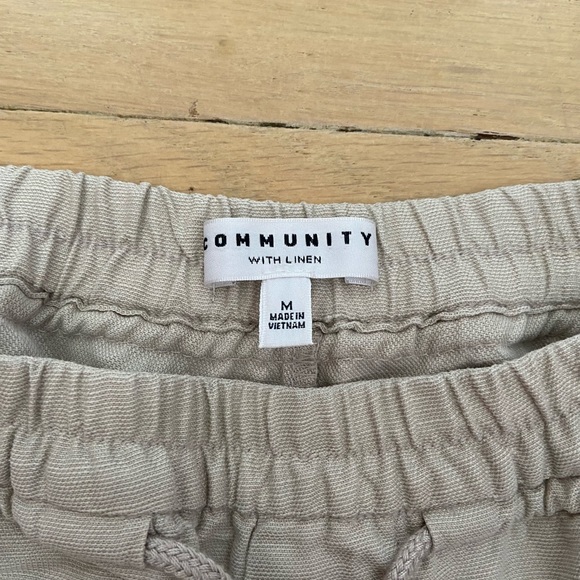 COMMUNITY
WITH LINEN
M
MADE IN
VIETNAM